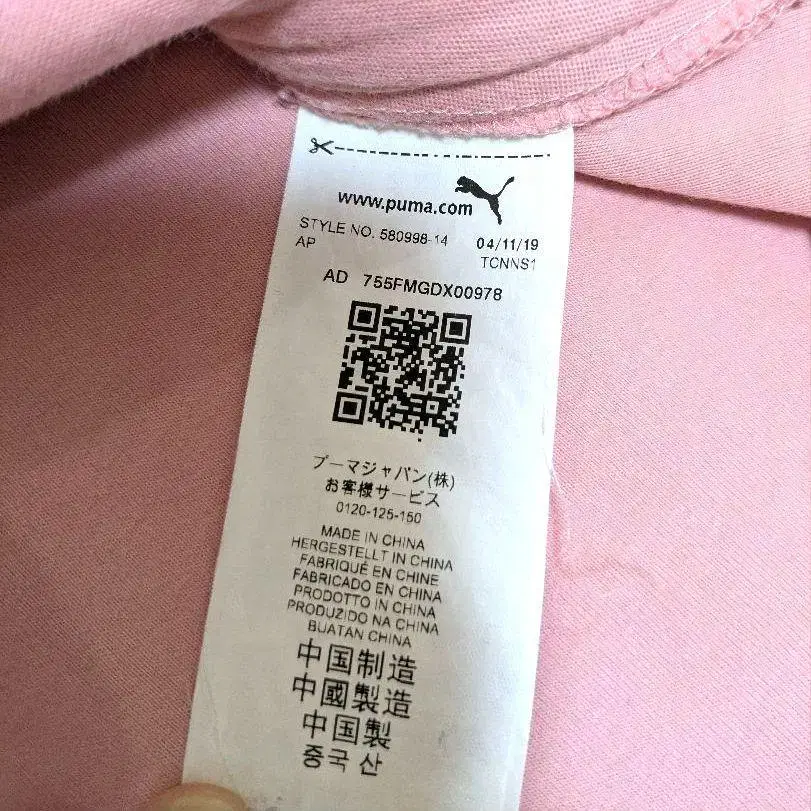 www.puma.com
STYLE NO. 580998-14 04/11/19
AP TCNNS1
AD 755FMGDX00978
プーマジャパン(株)
お客様サービス
0120-125-150
MADE IN CHINA
HERGESTELLT IN CHINA
FABRIQUÉ EN CHINE
FABRICADO EN CHINA
PRODOTTO IN CHINA
PRODUZIDO NA CHINA
BUATAN CHINA
中国制造
中國製造
中国製
중국 산